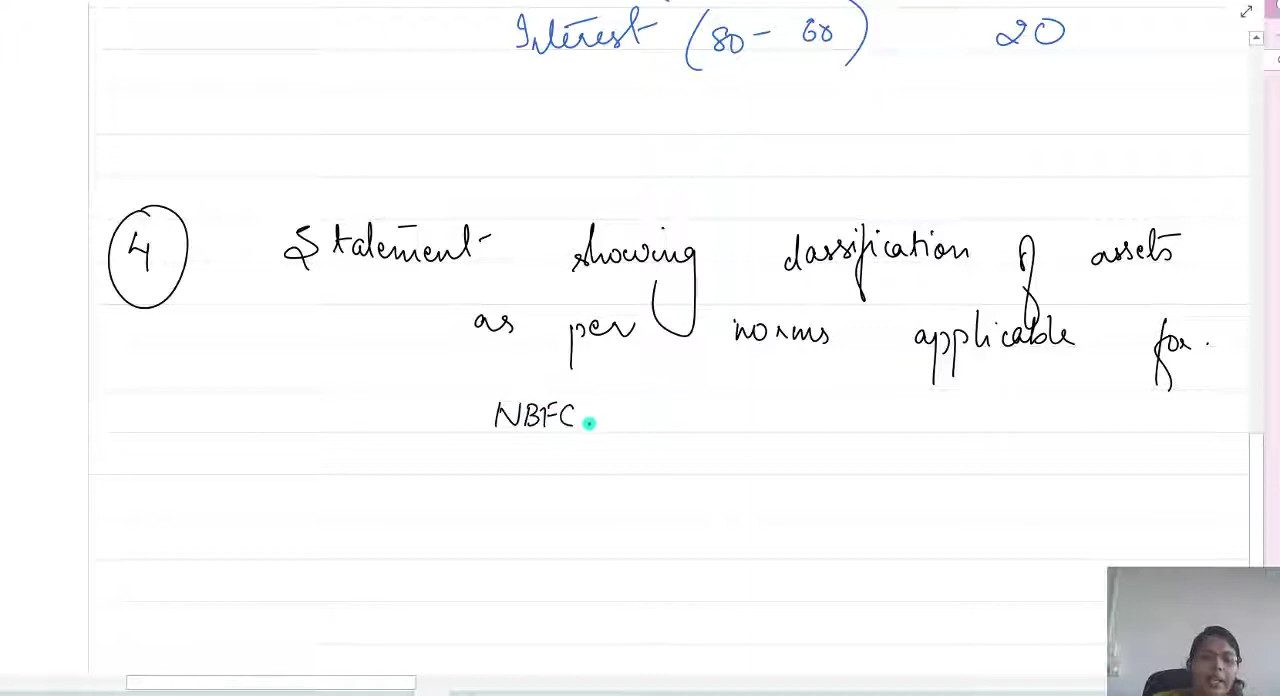 Interest (80 - 60) 20
4 Statement showing classification of assets
as per norms applicable for.
NBFC